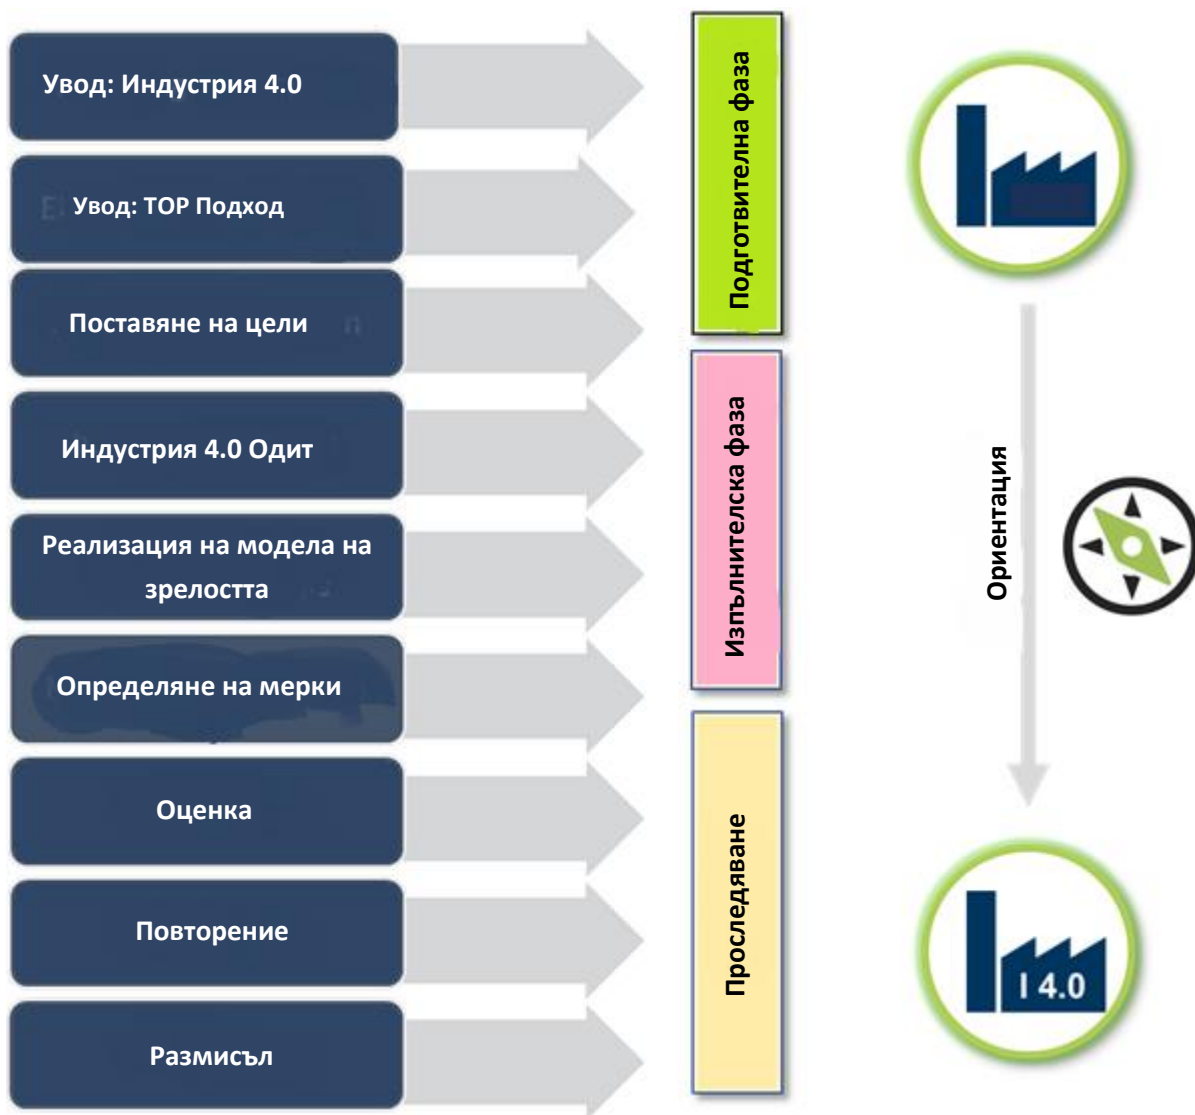 Увод: Индустрия 4.0
Увод: ТОР Подход
Поставяне на цели
Индустрия 4.0 Одит
Реализация на модела на
зрелостта
Определяне на мерки
Оценка
Повторение
Размисъл
Подготвителна фаза
Изпълнителска фаза
Проследяване
Ориентация
I 4.0